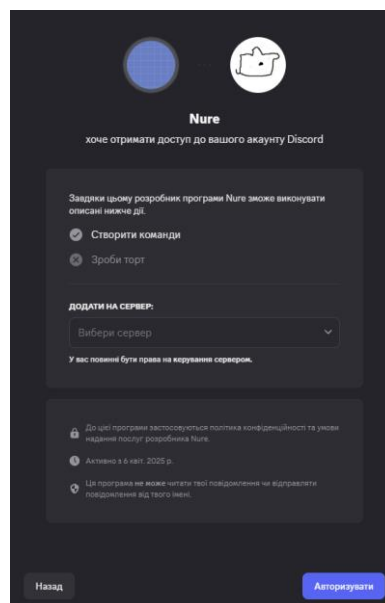 Nure
хоче отримати доступ до вашого акаунту Discord
Завдяки цьому розробник програми Nure зможе виконувати
описані нижче дії.
Створити команди
Зроби торт
ДОДАТИ НА СЕРВЕР:
Вибери сервер
У вас повинні бути права на керування сервером.
До цієї програми застосовуються політика конфіденційності та умови
надання послуг розробника Nure.
Активно з 6 квіт. 2025 р.
Ця програма не може читати твої повідомлення чи відправляти
повідомлення від твого імені.
Назад
Авторизувати